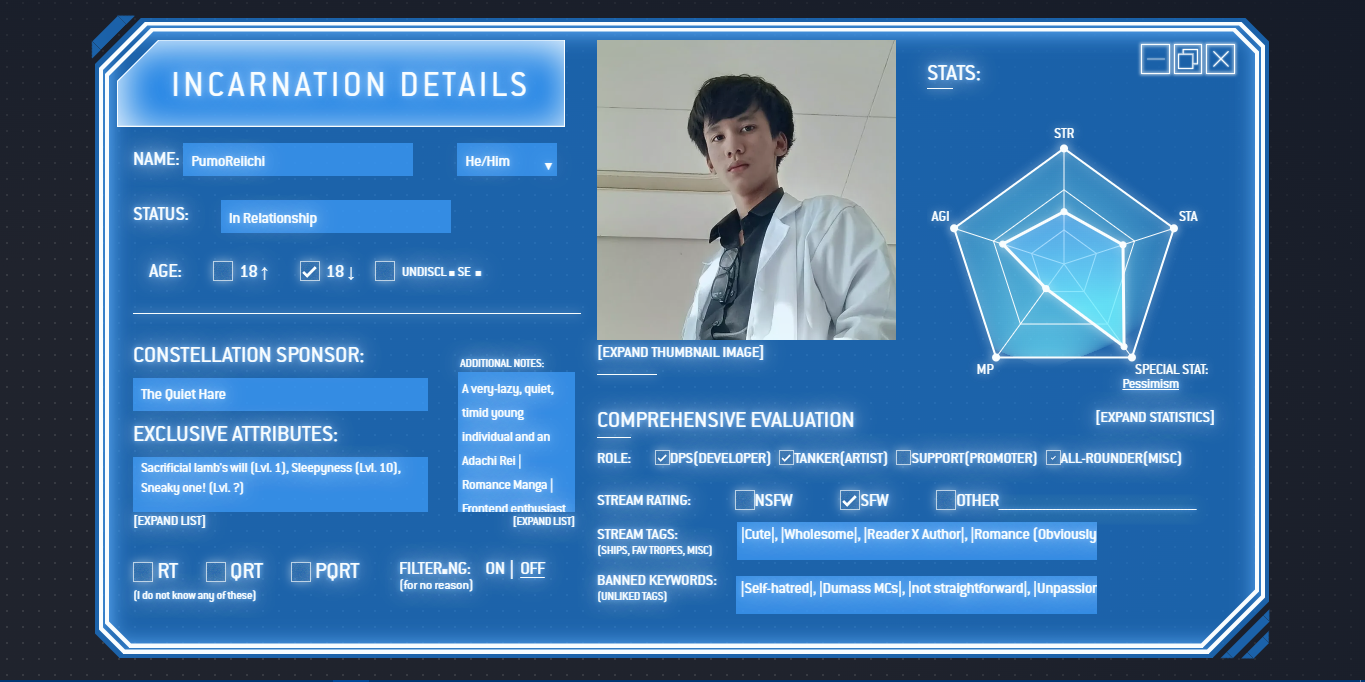 INCARNATION DETAILS
NAME: PumoReiichi He/Him ▼
STATUS: In Relationship
AGE: 18↑ 18↓ UNDISCL■SE ■
CONSTELLATION SPONSOR:
The Quiet Hare
EXCLUSIVE ATTRIBUTES:
Sacrificial lamb's will (Lvl. 1), Sleepyness (Lvl. 10),
Sneaky one! (Lvl. ?)
[EXPAND LIST]
ADDITIONAL NOTES:
A very-lazy, quiet,
timid young
individual and an
Adachi Rei |
Romance Manga |
Frontend enthusiast
[EXPAND LIST]
RT QRT PQRT
(I do not know any of these)
FILTER■NG: ON | OFF
(for no reason)
[EXPAND THUMBNAIL IMAGE]
STATS:
STR
AGI
STA
MP
SPECIAL STAT:
Pessimism
[EXPAND STATISTICS]
COMPREHENSIVE EVALUATION
ROLE: DPS(DEVELOPER) TANKER(ARTIST) SUPPORT(PROMOTER) ALL-ROUNDER(MISC)
STREAM RATING: NSFW SFW OTHER
STREAM TAGS:
(SHIPS, FAV TROPES, MISC)
|Cute|, |Wholesome|, |Reader X Author|, |Romance (Obviously
BANNED KEYWORDS:
(UNLIKED TAGS)
|Self-hatred|, |Dumass MCs|, |not straightforward|, |Unpassion